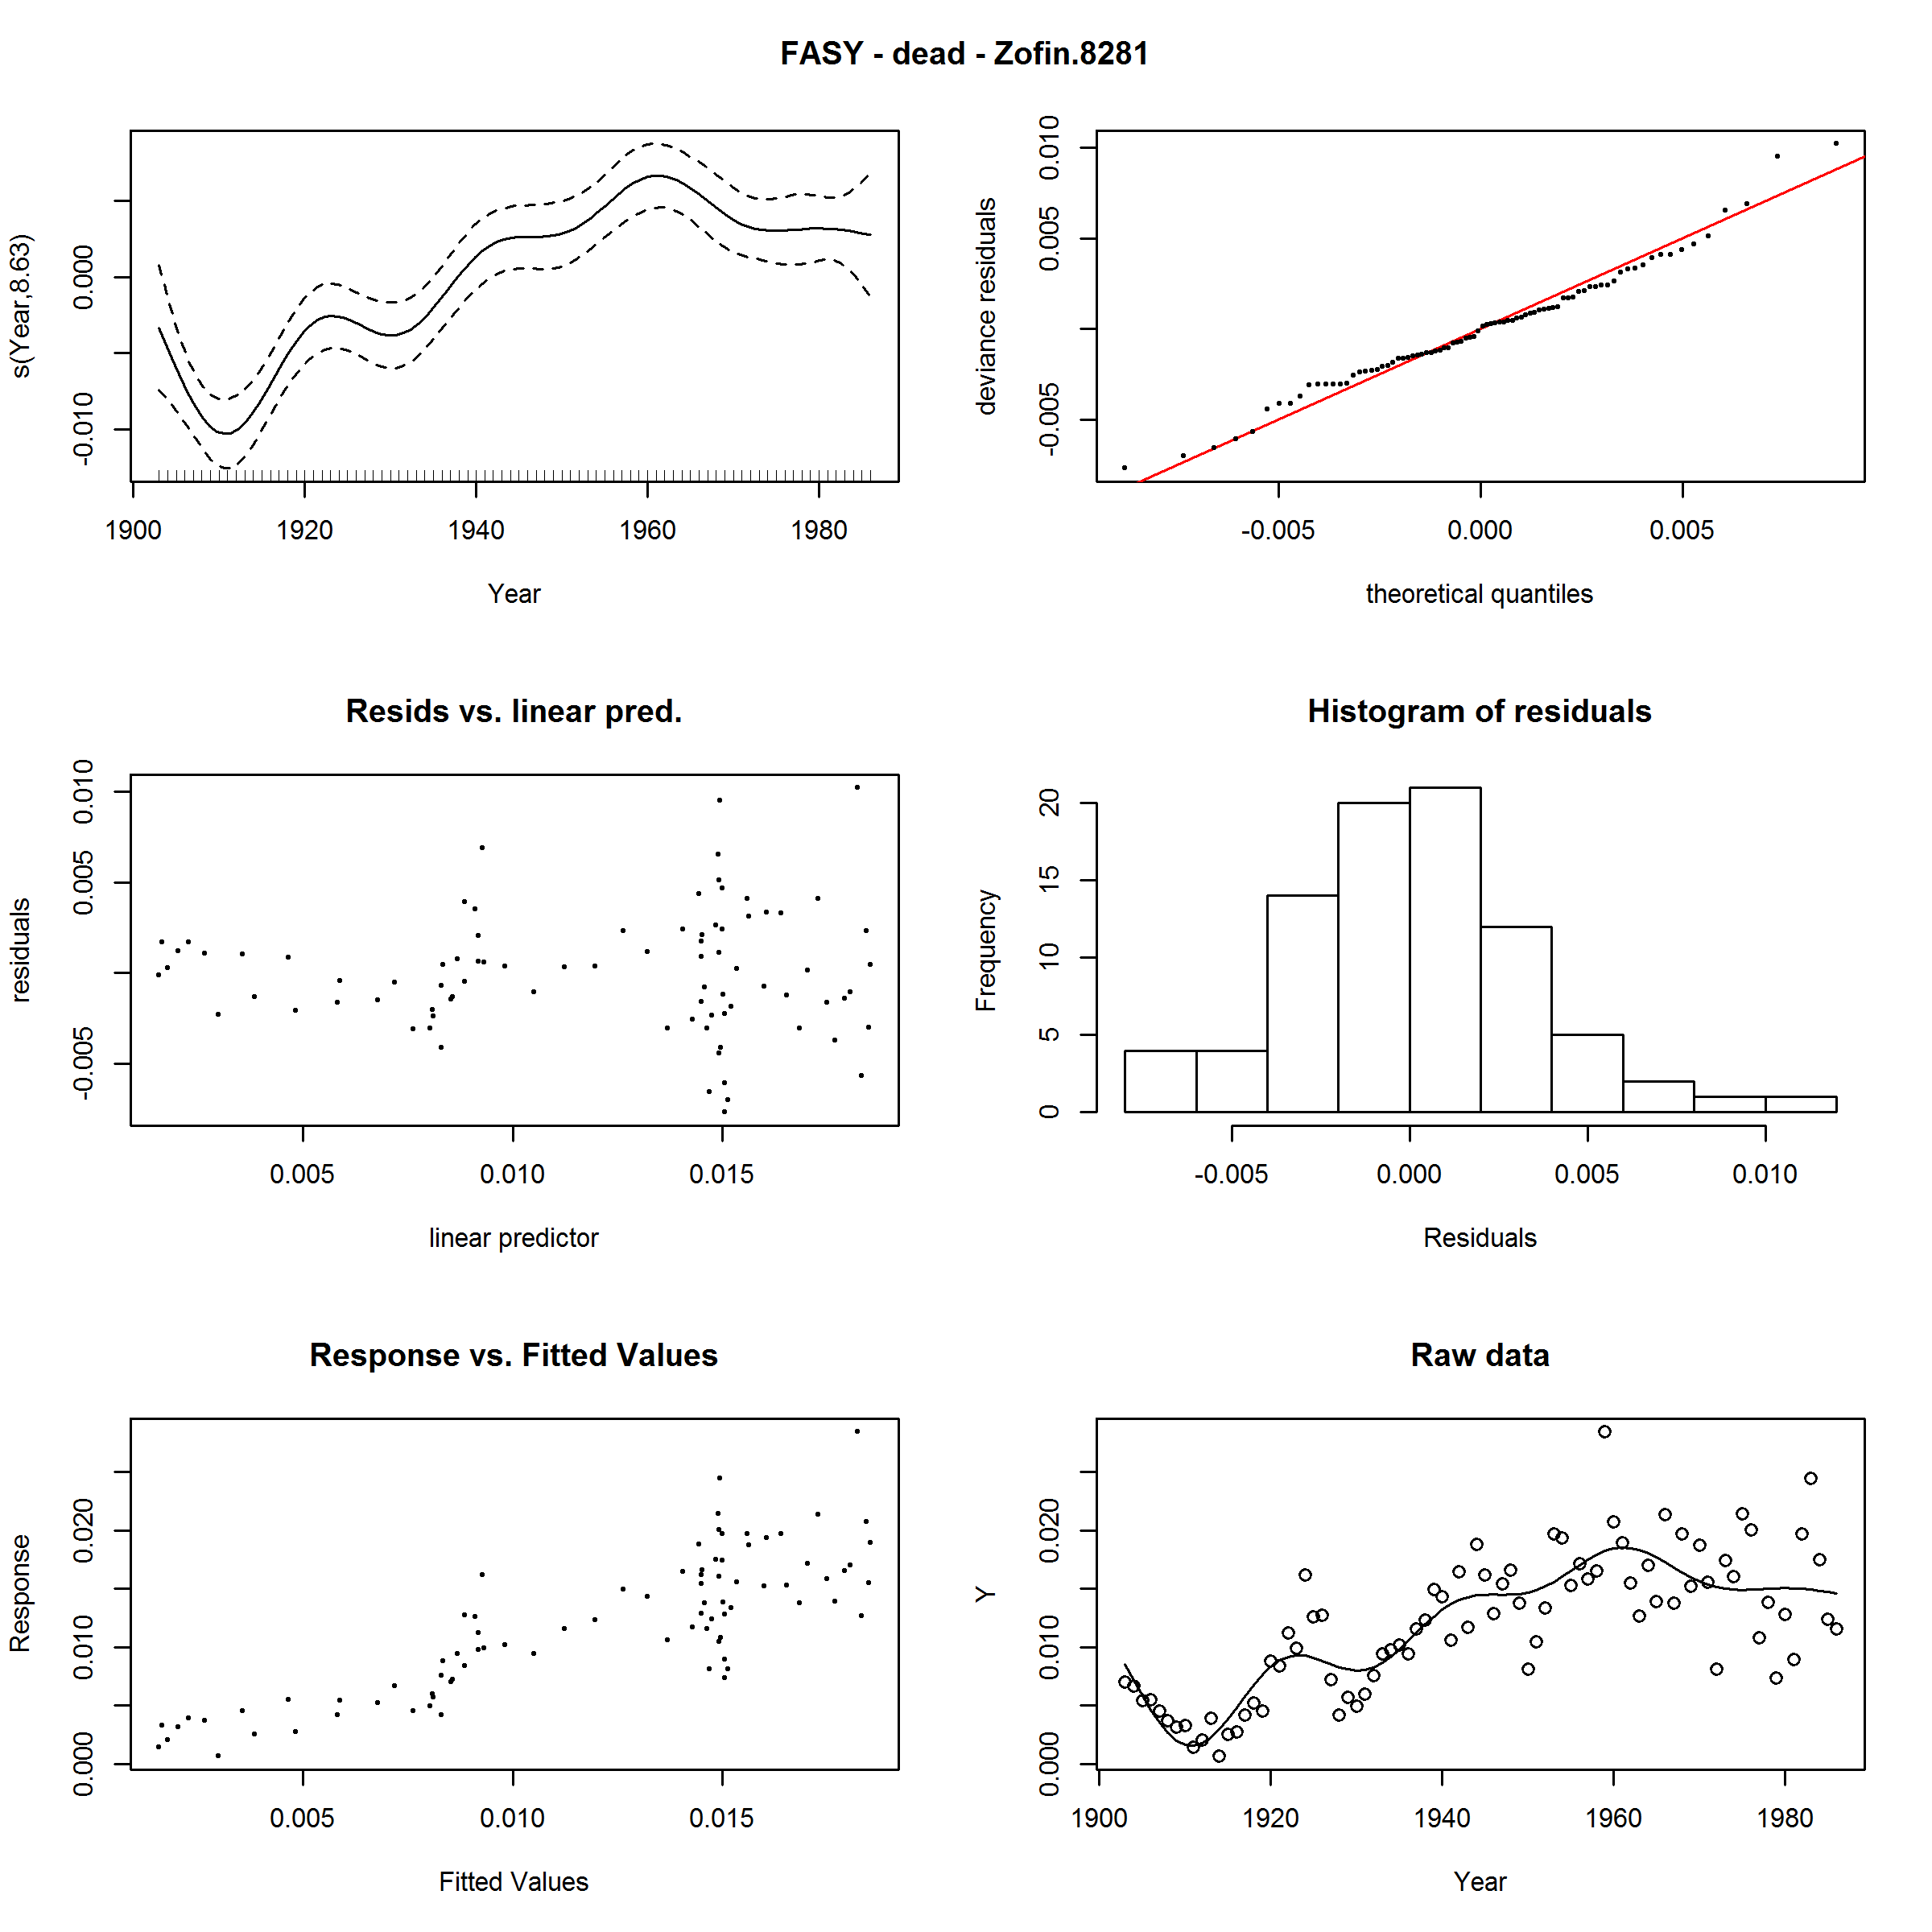 FASY - dead - Zofin.8281
s(Year,8.63)
-0.010 0.000
1900 1920 1940 1960 1980
Year
deviance residuals
-0.005 0.005 0.010
-0.005 0.000 0.005
theoretical quantiles
Resids vs. linear pred.
residuals
-0.005 0.005 0.010
0.005 0.010 0.015
linear predictor
Histogram of residuals
Frequency
0 5 10 15 20
-0.005 0.000 0.005 0.010
Residuals
Response vs. Fitted Values
Response
0.000 0.010 0.020
0.005 0.010 0.015
Fitted Values
Raw data
Y
0.000 0.010 0.020
1900 1920 1940 1960 1980
Year